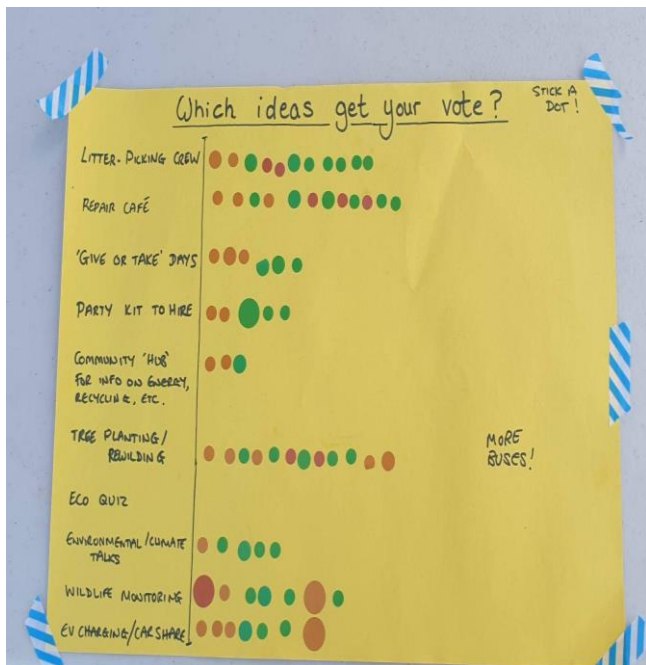 Which ideas get your vote?
STICK A
DOT!
LITTER-PICKING CREW
REPAIR CAFÉ
'GIVE OR TAKE' DAYS
PARTY KIT TO HIRE
COMMUNITY 'HUB'
FOR INFO ON ENERGY,
RECYCLING, ETC.
TREE PLANTING/
REWILDING
MORE
BUSES!
ECO QUIZ
ENVIRONMENTAL/CLIMATE
TALKS
WILDLIFE MONITORING
EV CHARGING/CAR SHARE